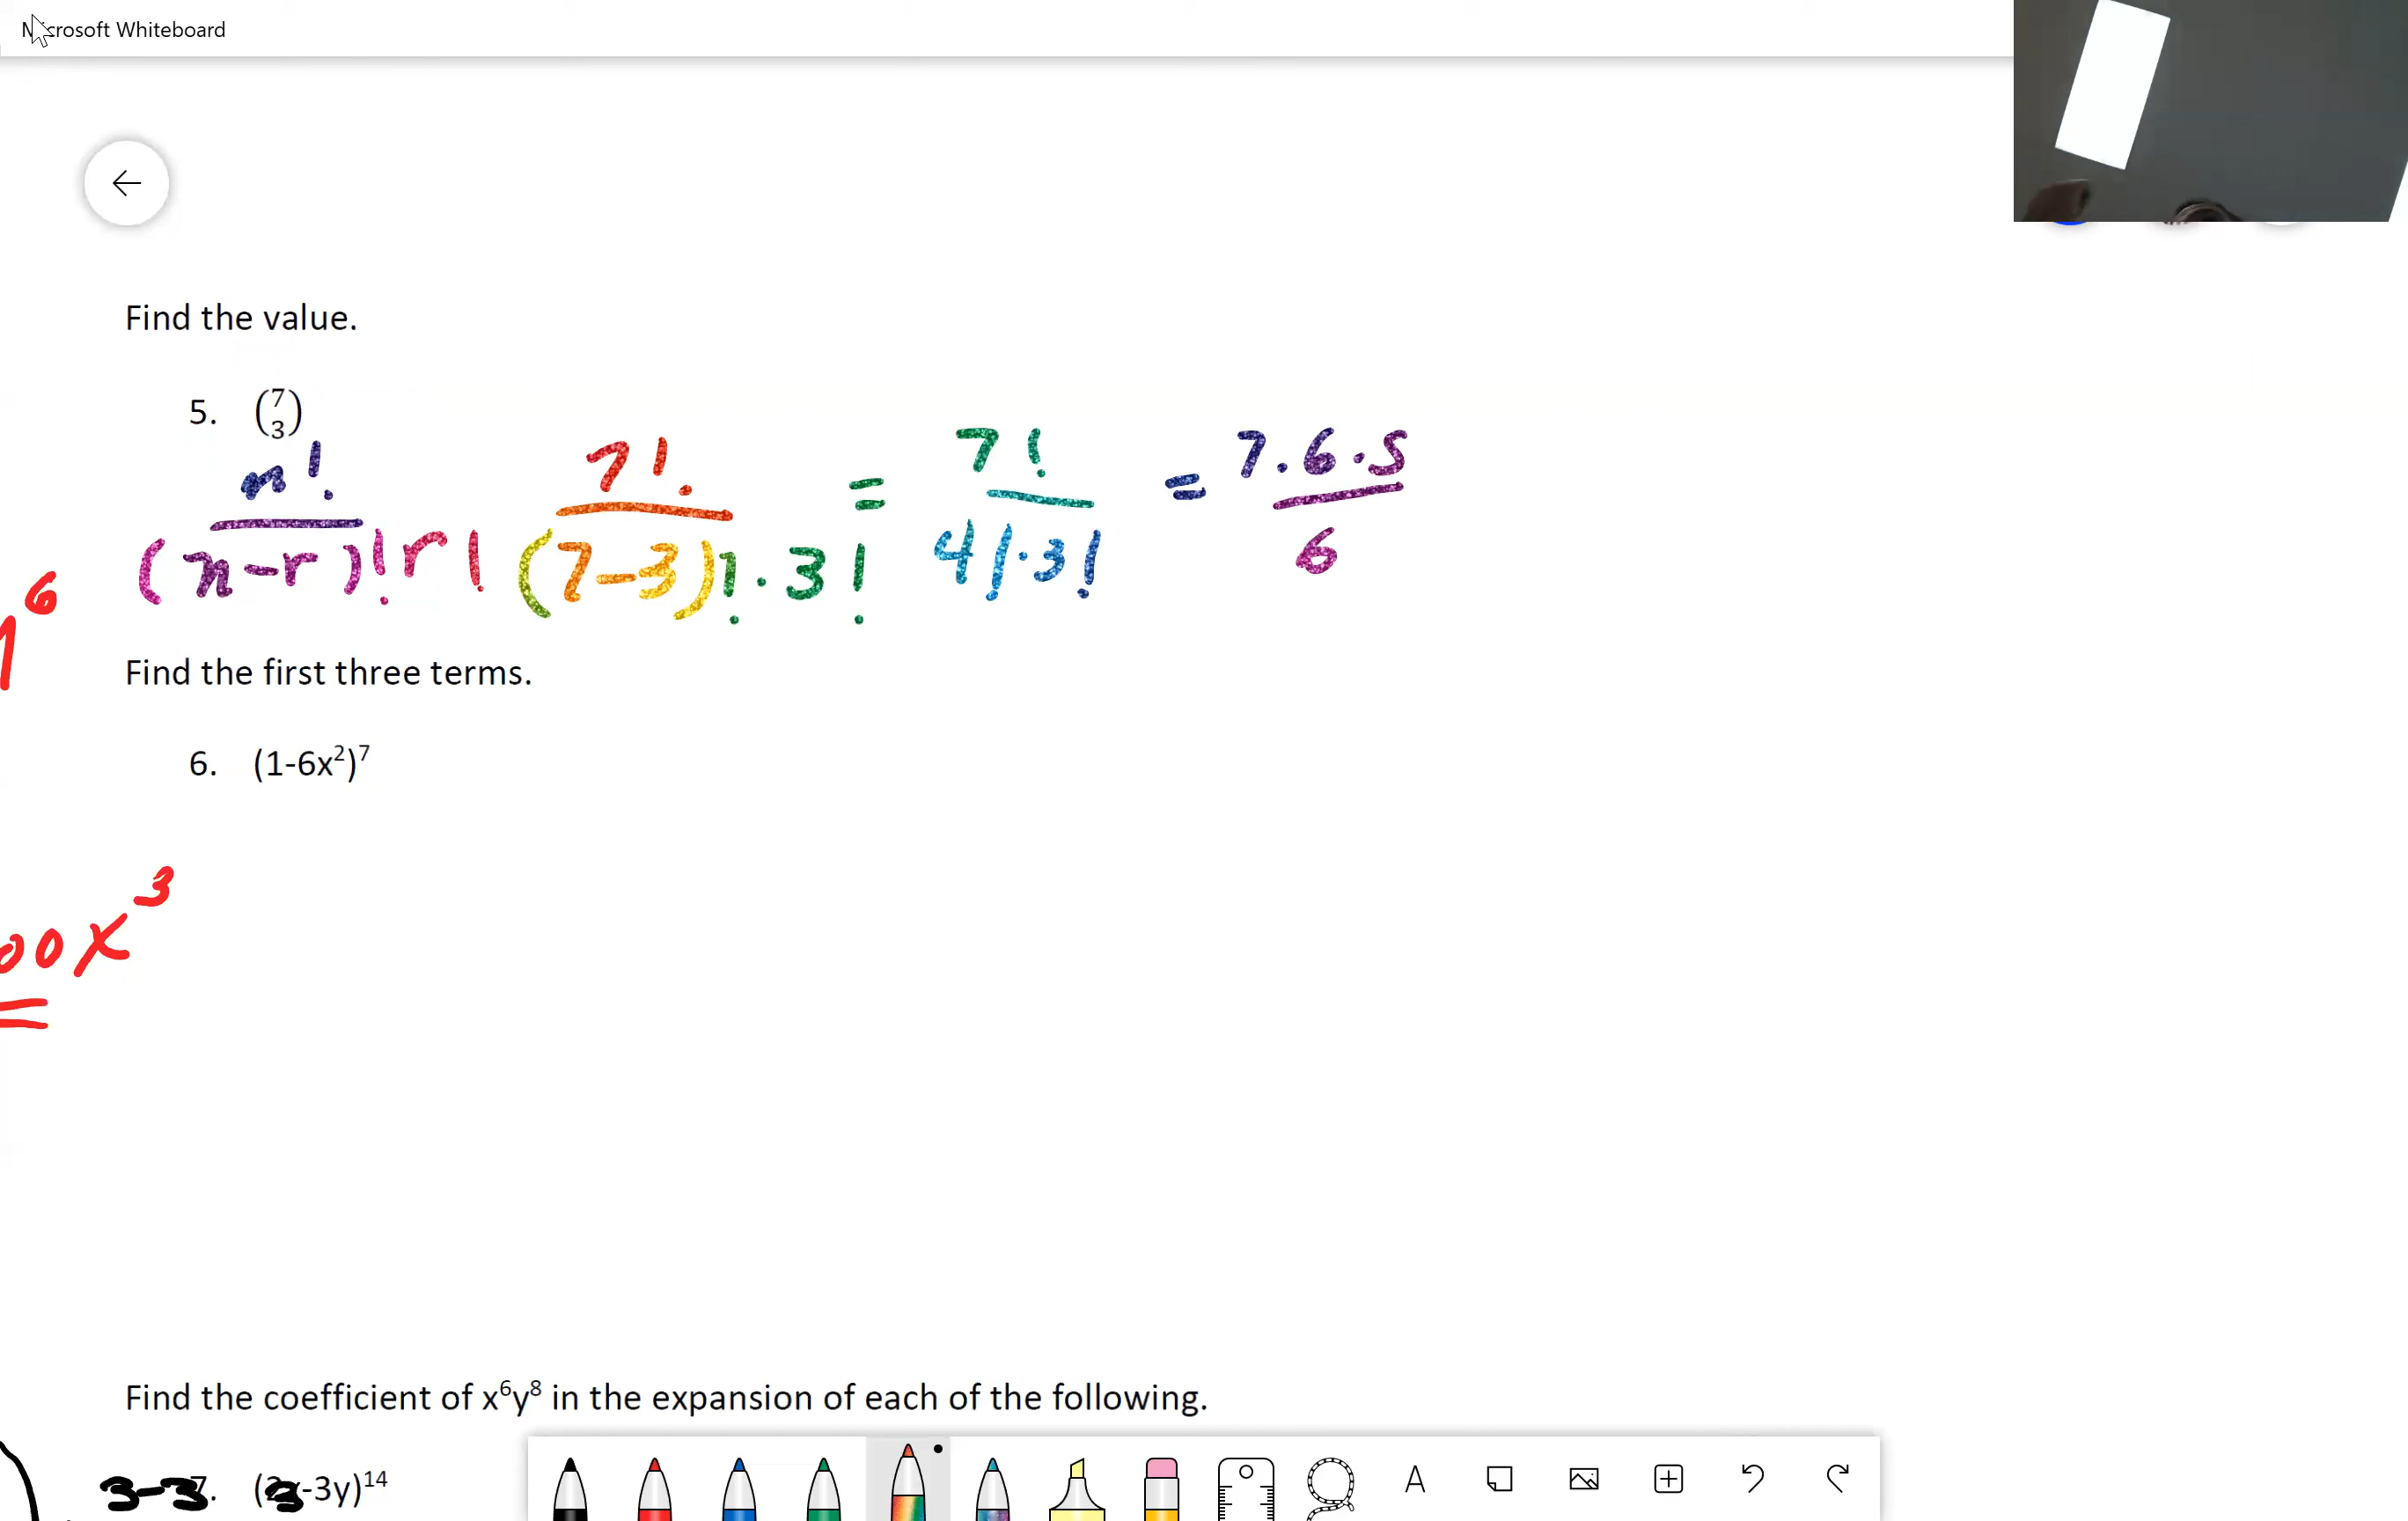 Microsoft Whiteboard
Find the value.
5. (7 3)
n! / (n-r)!r! 7! / (7-3)!·3! = 7! / 4!·3! = 7·6·5 / 6
6
Find the first three terms.
6. (1-6x²)⁷
00x³
Find the coefficient of x⁶y⁸ in the expansion of each of the following.
3-3 7. ( -3y)¹⁴
A